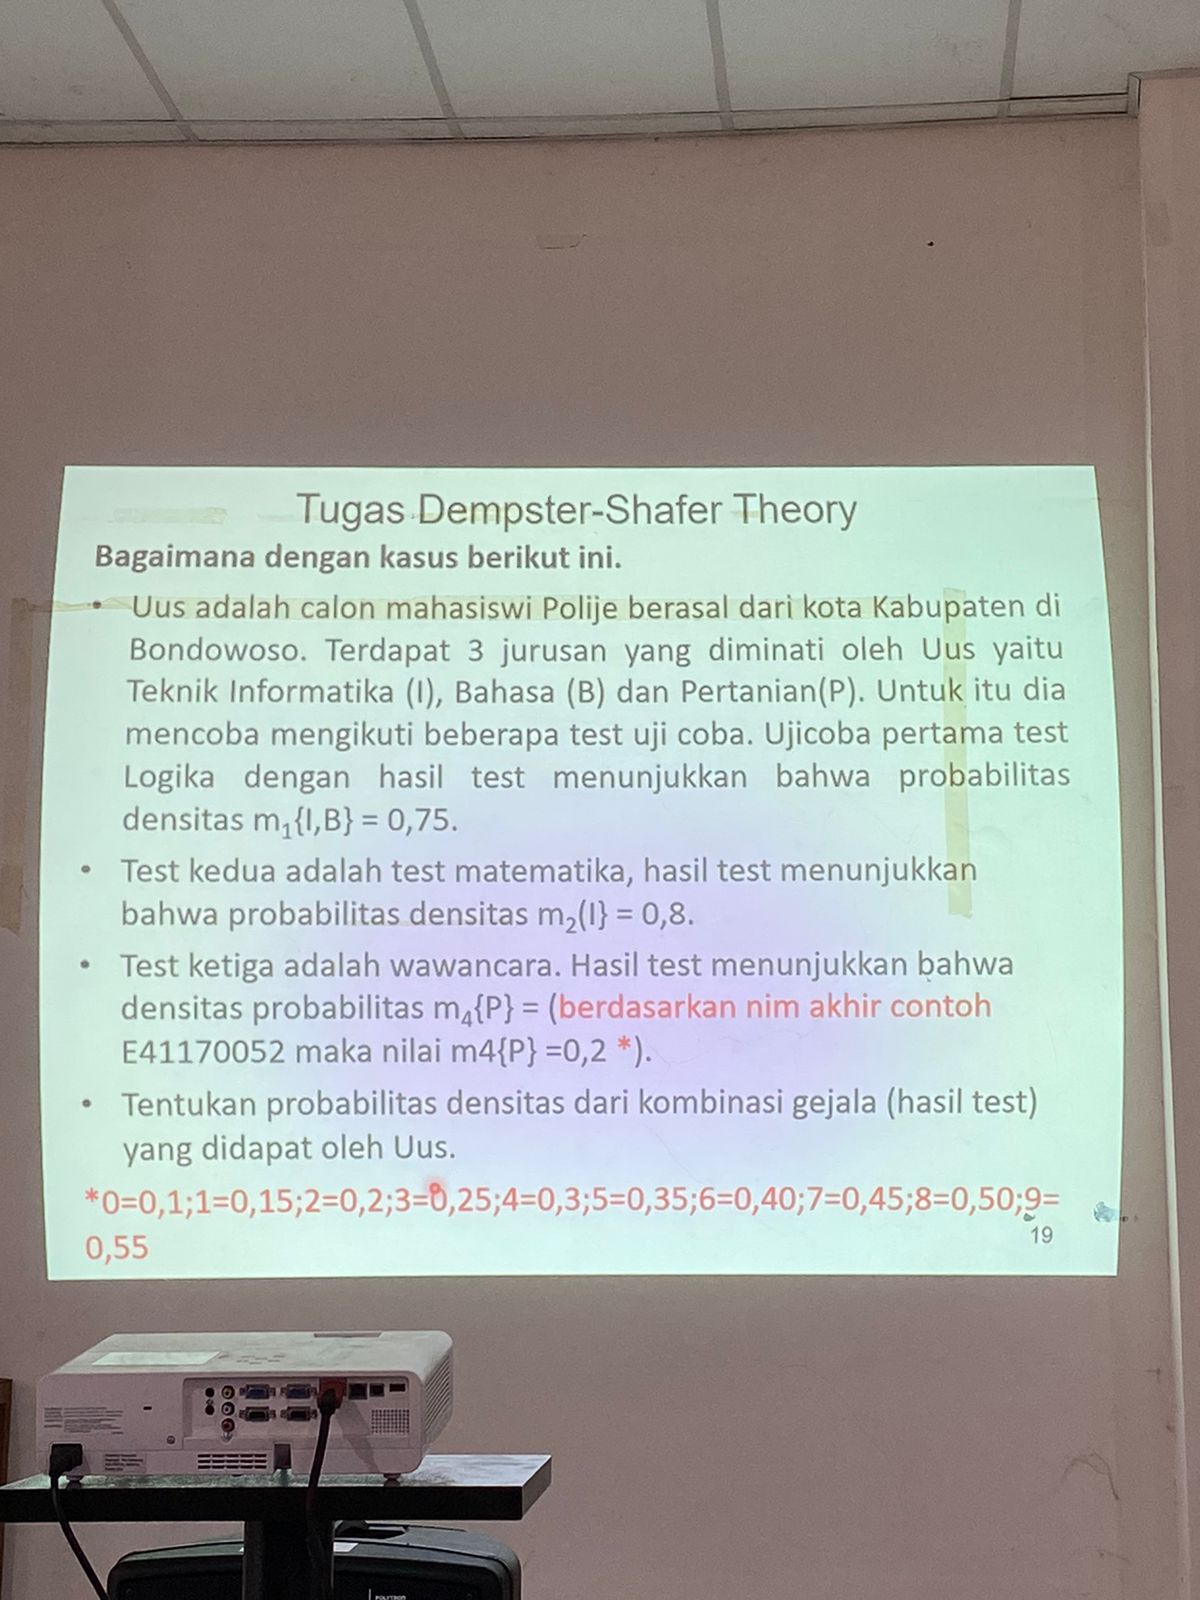 Tugas Dempster-Shafer Theory
Bagaimana dengan kasus berikut ini.
• Uus adalah calon mahasiswi Polije berasal dari kota Kabupaten di
Bondowoso. Terdapat 3 jurusan yang diminati oleh Uus yaitu
Teknik Informatika (I), Bahasa (B) dan Pertanian(P). Untuk itu dia
mencoba mengikuti beberapa test uji coba. Ujicoba pertama test
Logika dengan hasil test menunjukkan bahwa probabilitas
densitas m₁{I,B} = 0,75.
• Test kedua adalah test matematika, hasil test menunjukkan
bahwa probabilitas densitas m₂(I} = 0,8.
• Test ketiga adalah wawancara. Hasil test menunjukkan bahwa
densitas probabilitas m₄{P} = (berdasarkan nim akhir contoh
E41170052 maka nilai m4{P} =0,2 *).
• Tentukan probabilitas densitas dari kombinasi gejala (hasil test)
yang didapat oleh Uus.
*0=0,1;1=0,15;2=0,2;3=0,25;4=0,3;5=0,35;6=0,40;7=0,45;8=0,50;9=
0,55
19
POLYTRON